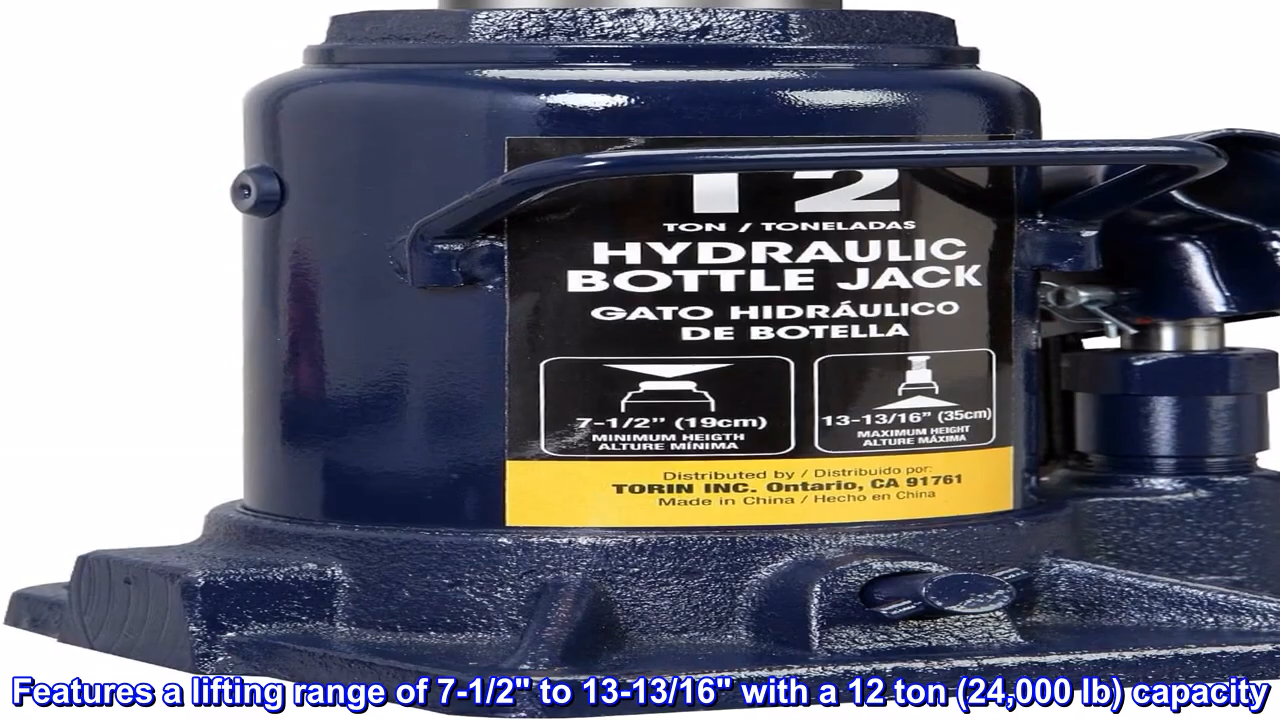 12
TON / TONELADAS
HYDRAULIC
BOTTLE JACK
GATO HIDRÁULICO
DE BOTELLA
7-1/2" (19cm)
MINIMUM HEIGTH
ALTURE MÍNIMA
13-13/16" (35cm)
MAXIMUM HEIGHT
ALTURE MÁXIMA
Distributed by / Distribuido por:
TORIN INC. Ontario, CA 91761
Made in China / Hecho en China
Features a lifting range of 7-1/2" to 13-13/16" with a 12 ton (24,000 lb) capacity